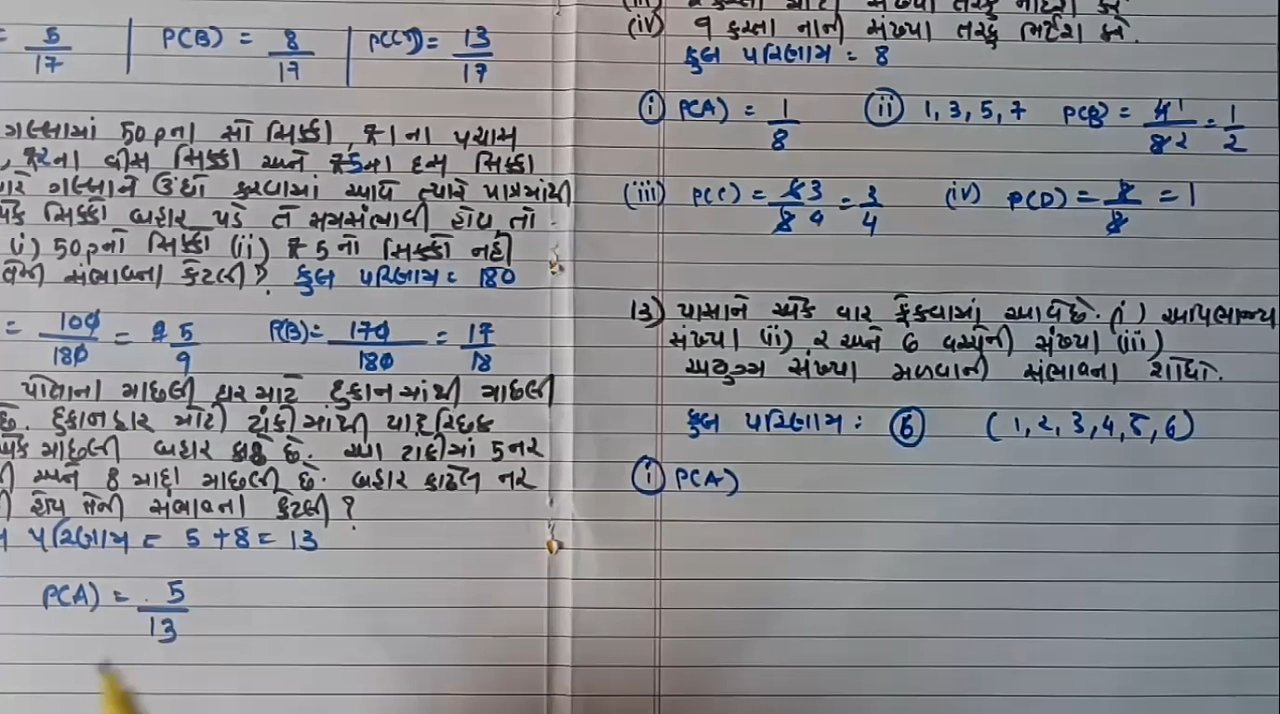 = 5/17 | P(B) = 8/17 | P(C) = 13/17
ગલ્લામાં 50pના સો સિક્કા, ₹1ના પચાસ
, ₹2ના વીસ સિક્કા અને ₹5ના દસ સિક્કા
ગલ્લાને ઉંધો કરવામાં આવે ત્યારે
સિક્કો બહાર પડે તે સમસંભાવી હોય તો
(i) 50pનો સિક્કો (ii) ₹5 નો સિક્કો નહી
સંભાવના કેટલી? કુલ પરિણામ = 180
= 100/180 = 5/9 P(B) = 170/180 = 17/18
પોતાના માછલી ઘર માટે દુકાનમાંથી માછલી
છે. દુકાનદાર મોટી ટાંકીમાંથી યાદચ્છિક
એક માછલી બહાર કાઢે છે. આ ટાંકીમાં 5 નર
અને 8 માદા માછલી છે. બહાર કાઢેલ નર
હોય તેની સંભાવના કેટલી?
પરિણામ = 5 + 8 = 13
P(A) = 5/13
(iv) 9 કરતા નાની સંખ્યા તરફ
કુલ પરિણામ = 8
(i) P(A) = 1/8 (ii) 1, 3, 5, 7 P(B) = 4/8 = 1/2
(iii) P(C) = 6/8 = 3/4 (iv) P(D) = 8/8 = 1
13) પાસાને એક વાર ફેંકવામાં આવે છે. (i) અવિભાજ્ય
સંખ્યા (ii) ૨ અને 6 વચ્ચેની સંખ્યા (iii)
અયુગ્મ સંખ્યા મળવાની સંભાવના શોધો.
કુલ પરિણામ : 6 (1, 2, 3, 4, 5, 6)
(i) P(A)